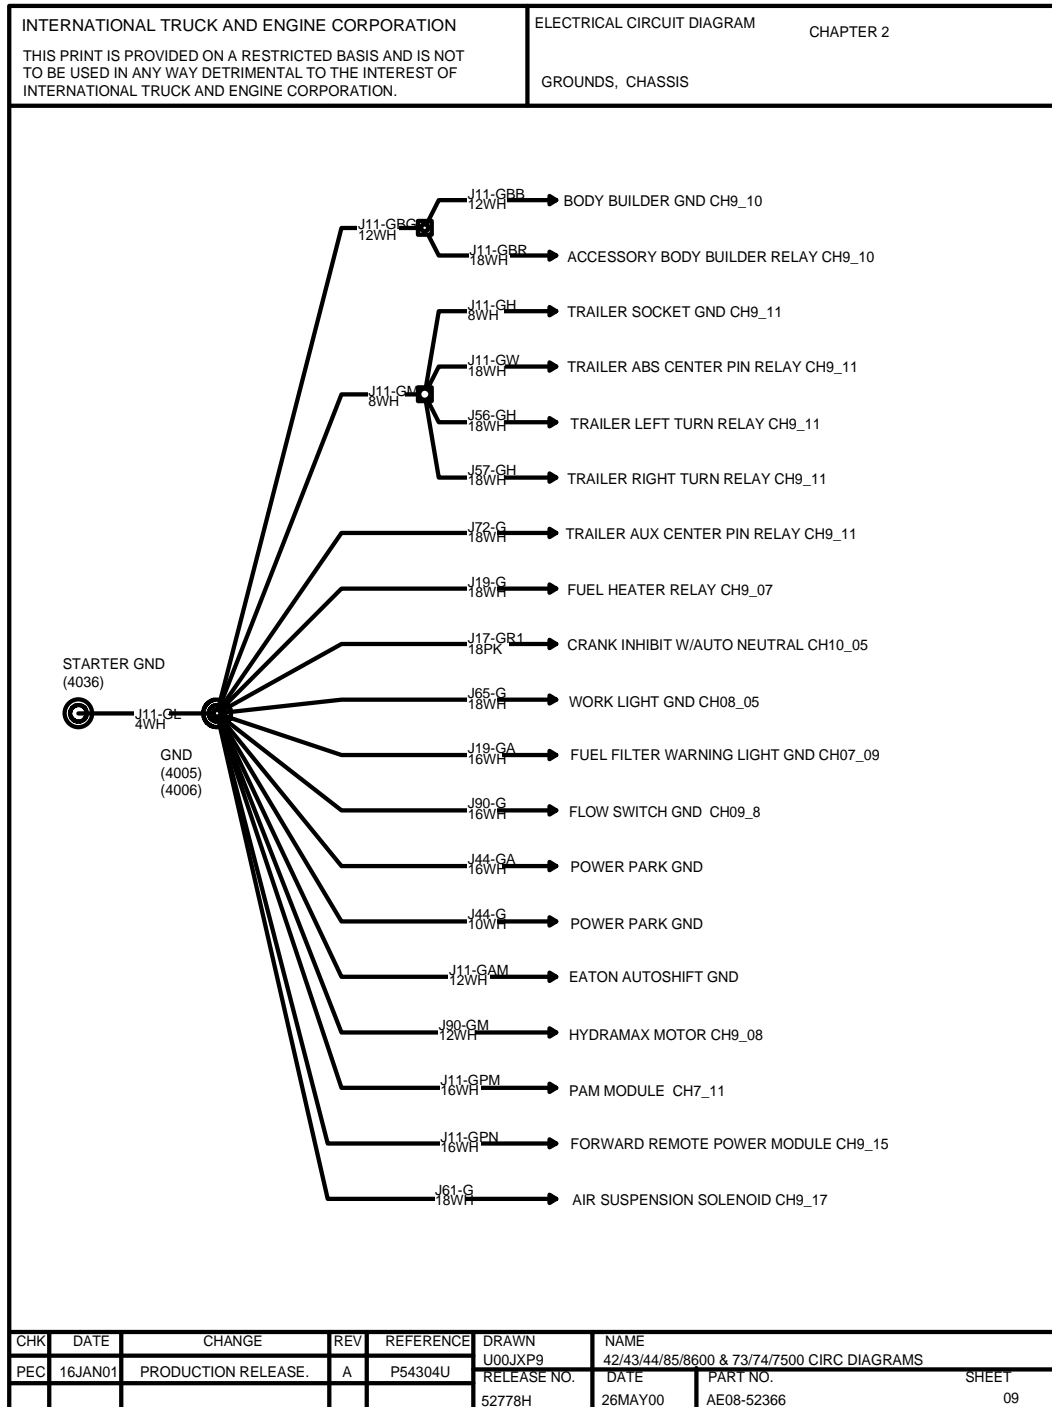 INTERNATIONAL TRUCK AND ENGINE CORPORATION
THIS PRINT IS PROVIDED ON A RESTRICTED BASIS AND IS NOT
TO BE USED IN ANY WAY DETRIMENTAL TO THE INTEREST OF
INTERNATIONAL TRUCK AND ENGINE CORPORATION.
ELECTRICAL CIRCUIT DIAGRAM
CHAPTER 2
GROUNDS, CHASSIS
J11-GBB
12WH
BODY BUILDER GND CH9_10
J11-GBG
12WH
J11-GBR
18WH
ACCESSORY BODY BUILDER RELAY CH9_10
J11-GH
8WH
TRAILER SOCKET GND CH9_11
J11-GW
18WH
TRAILER ABS CENTER PIN RELAY CH9_11
J11-GM
8WH
J56-GH
18WH
TRAILER LEFT TURN RELAY CH9_11
J57-GH
18WH
TRAILER RIGHT TURN RELAY CH9_11
J72-G
18WH
TRAILER AUX CENTER PIN RELAY CH9_11
J19-G
18WH
FUEL HEATER RELAY CH9_07
J17-GR1
18PK
CRANK INHIBIT W/AUTO NEUTRAL CH10_05
STARTER GND
(4036)
J11-GL
4WH
GND
(4005)
(4006)
J65-G
18WH
WORK LIGHT GND CH08_05
J19-GA
16WH
FUEL FILTER WARNING LIGHT GND CH07_09
J90-G
16WH
FLOW SWITCH GND CH09_8
J44-GA
16WH
POWER PARK GND
J44-G
10WH
POWER PARK GND
J11-GAM
12WH
EATON AUTOSHIFT GND
J90-GM
12WH
HYDRAMAX MOTOR CH9_08
J11-GPM
16WH
PAM MODULE CH7_11
J11-GPN
16WH
FORWARD REMOTE POWER MODULE CH9_15
J61-G
18WH
AIR SUSPENSION SOLENOID CH9_17
CHK DATE CHANGE REV REFERENCE
PEC 16JAN01 PRODUCTION RELEASE. A P54304U
DRAWN
U00JXP9
NAME
42/43/44/85/8600 & 73/74/7500 CIRC DIAGRAMS
RELEASE NO.
52778H
DATE
26MAY00
PART NO.
AE08-52366
SHEET
09